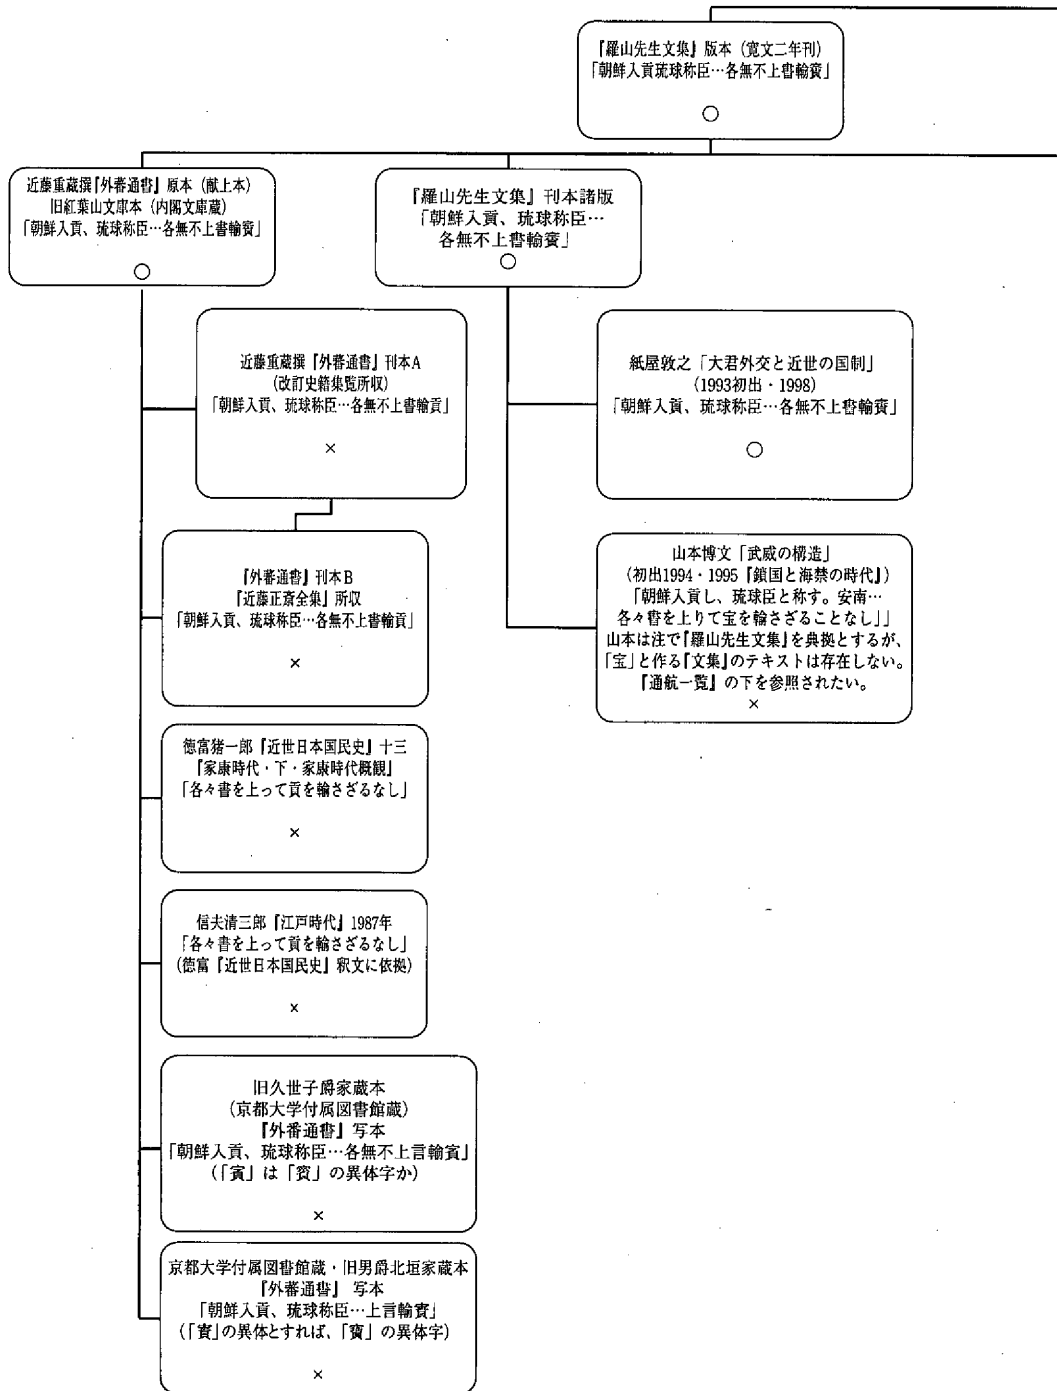 『羅山先生文集』版本（寛文二年刊）
「朝鮮入貢琉球称臣…各無不上書輸賨」
○
近藤重蔵撰『外蕃通書』原本（献上本）
旧紅葉山文庫本（内閣文庫蔵）
「朝鮮入貢、琉球称臣…各無不上書輸賨」
○
『羅山先生文集』刊本諸版
「朝鮮入貢、琉球称臣…
各無不上書輸賨」
○
近藤重蔵撰『外蕃通書』刊本A
(改訂史籍集覧所収)
「朝鮮入貢、琉球称臣…各無不上書輸貢」
×
紙屋敦之「大君外交と近世の国制」
(1993初出・1998)
「朝鮮入貢、琉球称臣…各無不上書輸賨」
○
『外蕃通書』刊本B
『近藤正斎全集』所収
「朝鮮入貢、琉球称臣…各無不上書輸貢」
×
山本博文「武威の構造」
(初出1994・1995『鎖国と海禁の時代』)
「朝鮮入貢し、琉球臣と称す。安南…
各々書を上りて宝を輸さざることなし」」
山本は注で『羅山先生文集』を典拠とするが、
「宝」と作る『文集』のテキストは存在しない。
『通航一覧』の下を参照されたい。
×
徳富猪一郎『近世日本国民史』十三
『家康時代・下・家康時代概観』
「各々書を上って貢を輸さざるなし」
×
信夫清三郎『江戸時代』1987年
「各々書を上って貢を輸さざるなし」
(徳富『近世日本国民史』釈文に依拠)
×
旧久世子爵家蔵本
(京都大学付属図書館蔵)
『外番通書』写本
「朝鮮入貢、琉球称臣…各無不上言輸賓」
(「賓」は「賨」の異体字か)
×
京都大学付属図書館蔵・旧男爵北垣家蔵本
『外蕃通書』 写本
「朝鮮入貢、琉球称臣…上言輸」
(「」の異体とすれば、「」の異体字)
×